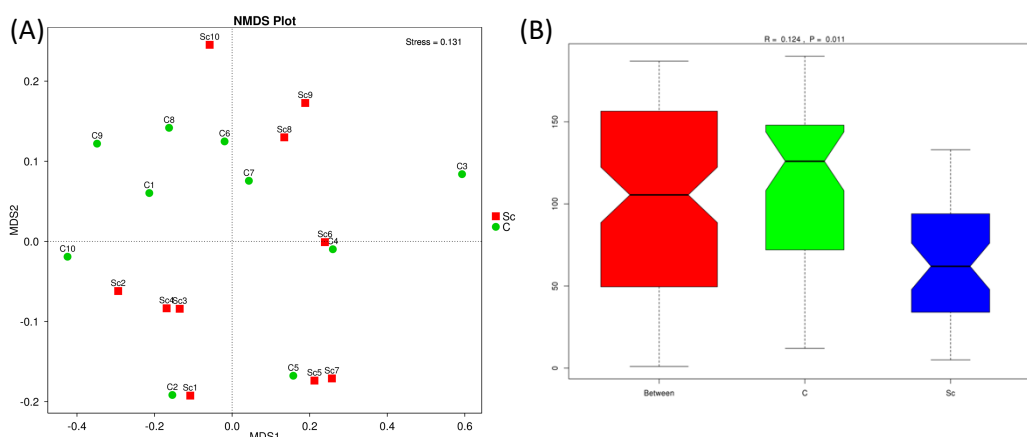 (A)
NMDS Plot
Stress = 0.131
Sc10
Sc9
C8
C9
C6
Sc8
C3
C7
C1
Sc6
C4
C10
Sc2
Sc4
Sc3
C5
Sc5
Sc7
C2
Sc1
0.2
0.1
0.0
-0.1
-0.2
MDS2
-0.4
-0.2
0.0
0.2
0.4
0.6
MDS1
Sc
C
(B)
R = 0.124 , P = 0.011
150
100
50
0
Between
C
Sc